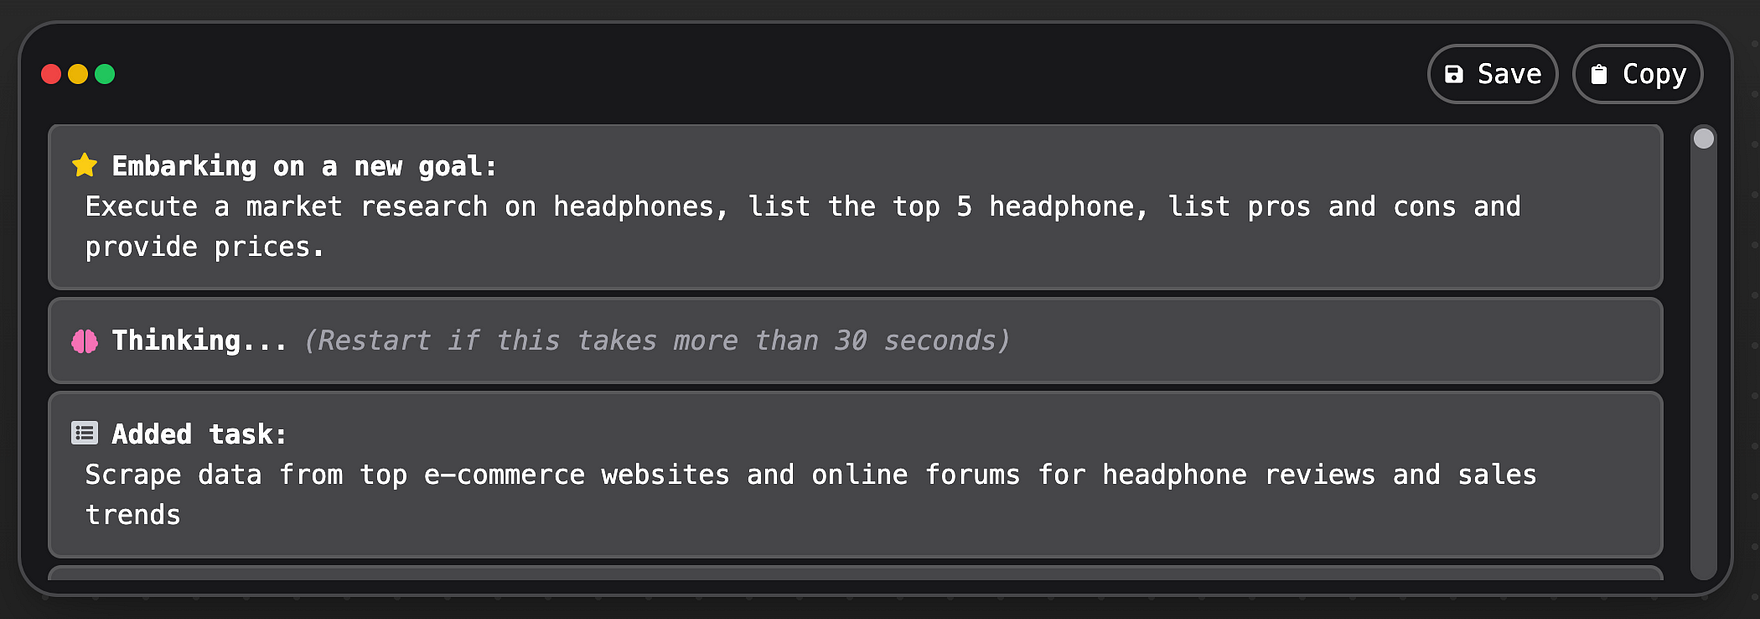 Save Copy
Embarking on a new goal:
Execute a market research on headphones, list the top 5 headphone, list pros and cons and
provide prices.
Thinking... (Restart if this takes more than 30 seconds)
Added task:
Scrape data from top e-commerce websites and online forums for headphone reviews and sales
trends